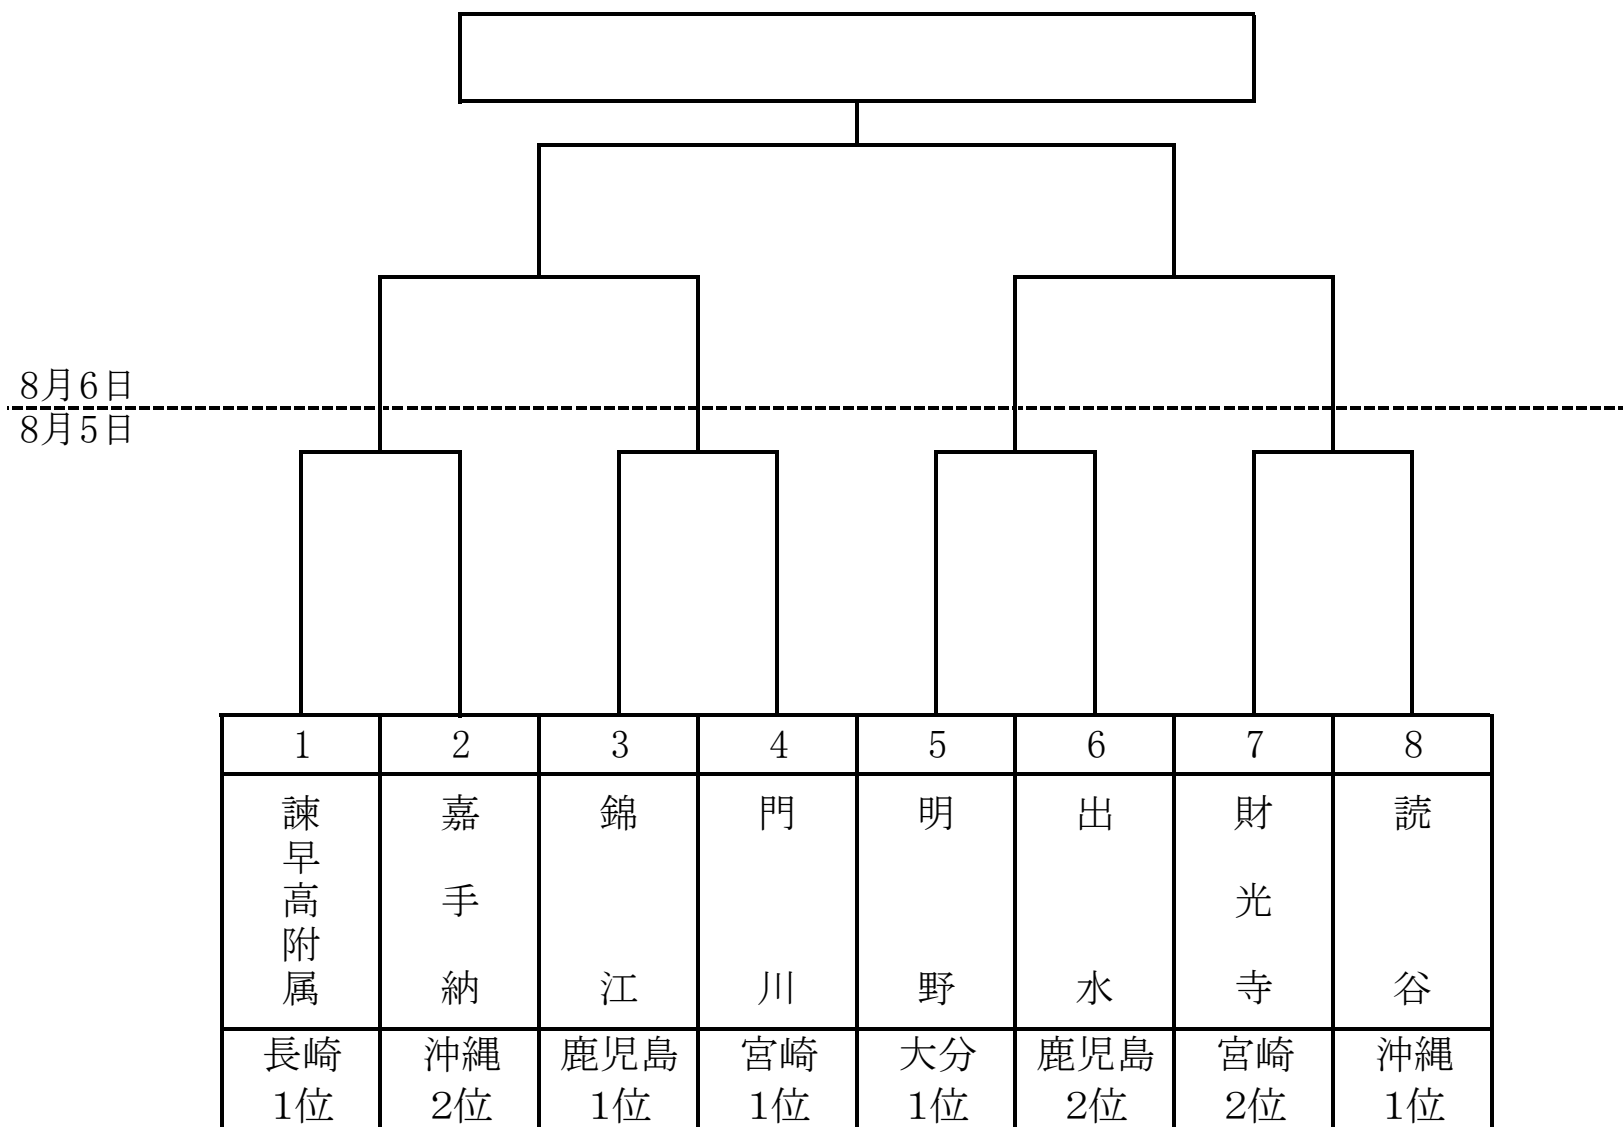 8月6日
8月5日
1 2 3 4 5 6 7 8
諫早高附属 嘉手納 錦江 門川 明野 出水 財光寺 読谷
長崎 沖縄 鹿児島 宮崎 大分 鹿児島 宮崎 沖縄
1位 2位 1位 1位 1位 2位 2位 1位